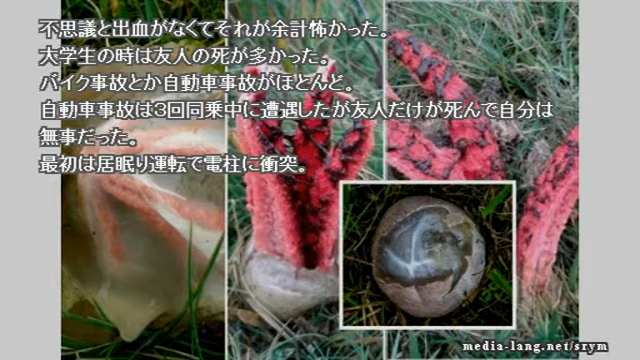 不思議と出血がなくてそれが余計怖かった。
大学生の時は友人の死が多かった。
バイク事故とか自動車事故がほとんど。
自動車事故は３回同乗中に遭遇したが友人だけが死んで自分は
無事だった。
最初は居眠り運転で電柱に衝突。
media-lang.net/srym